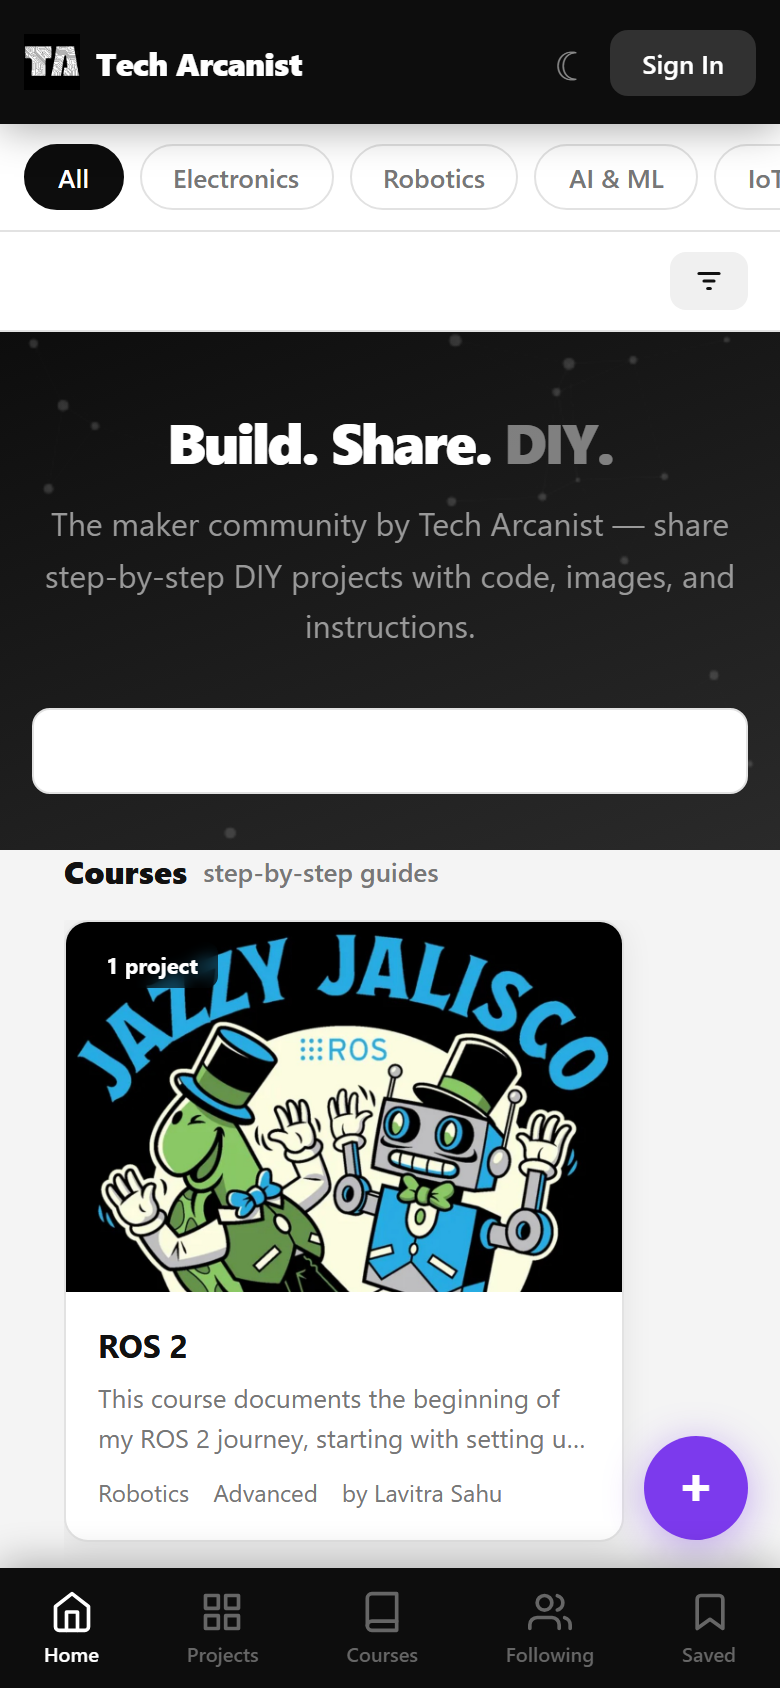 TA Tech Arcanist
Sign In
All Electronics Robotics AI & ML IoT
Build. Share. DIY.
The maker community by Tech Arcanist — share
step-by-step DIY projects with code, images, and
instructions.
Courses step-by-step guides
1 project
JAZZY JALISCO
ROS
ROS 2
This course documents the beginning of
my ROS 2 journey, starting with setting u...
Robotics Advanced by Lavitra Sahu
+
Home Projects Courses Following Saved